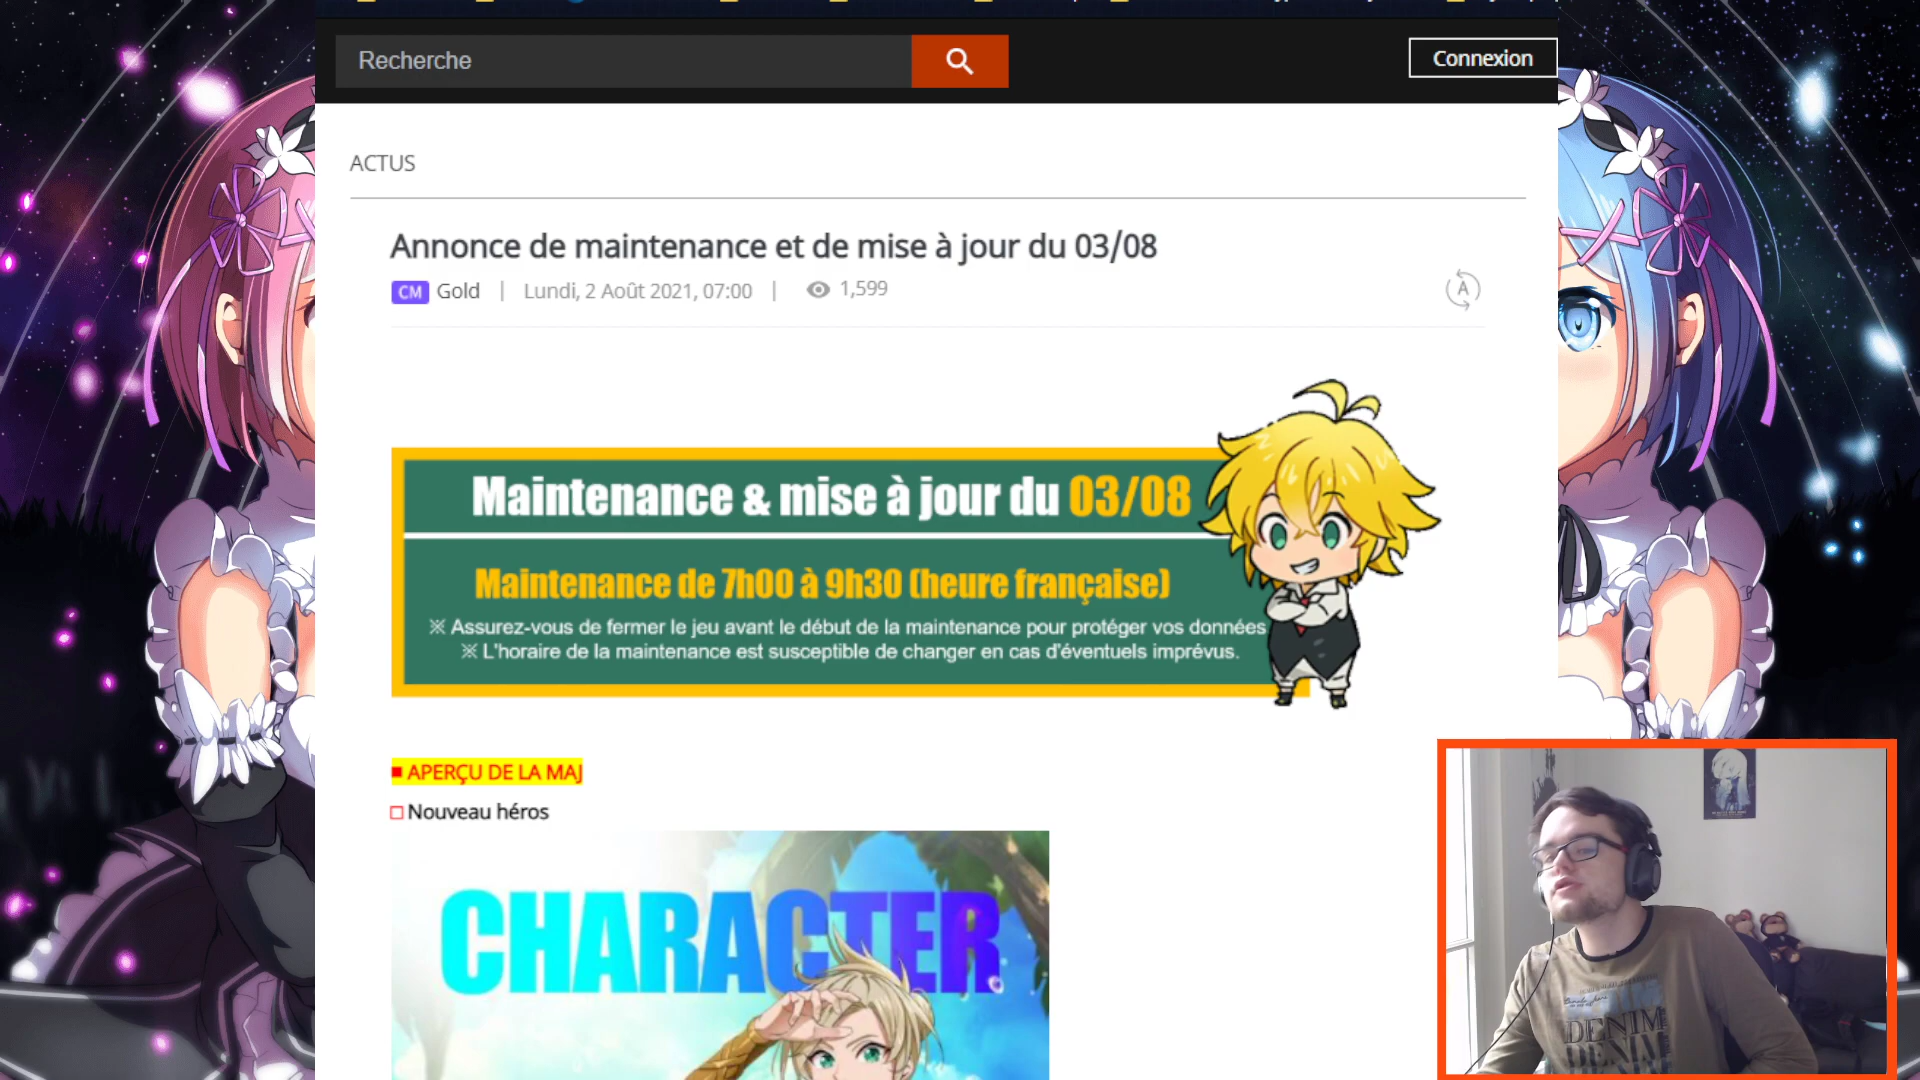 Recherche
Connexion
ACTUS
Annonce de maintenance et de mise à jour du 03/08
CM Gold | Lundi, 2 Août 2021, 07:00 | 1,599
A
Maintenance & mise à jour du 03/08
Maintenance de 7h00 à 9h30 (heure française)
※ Assurez-vous de fermer le jeu avant le début de la maintenance pour protéger vos données
※ L'horaire de la maintenance est susceptible de changer en cas d'éventuels imprévus.
■ APERÇU DE LA MAJ
□ Nouveau héros
CHARACTER
DENIM